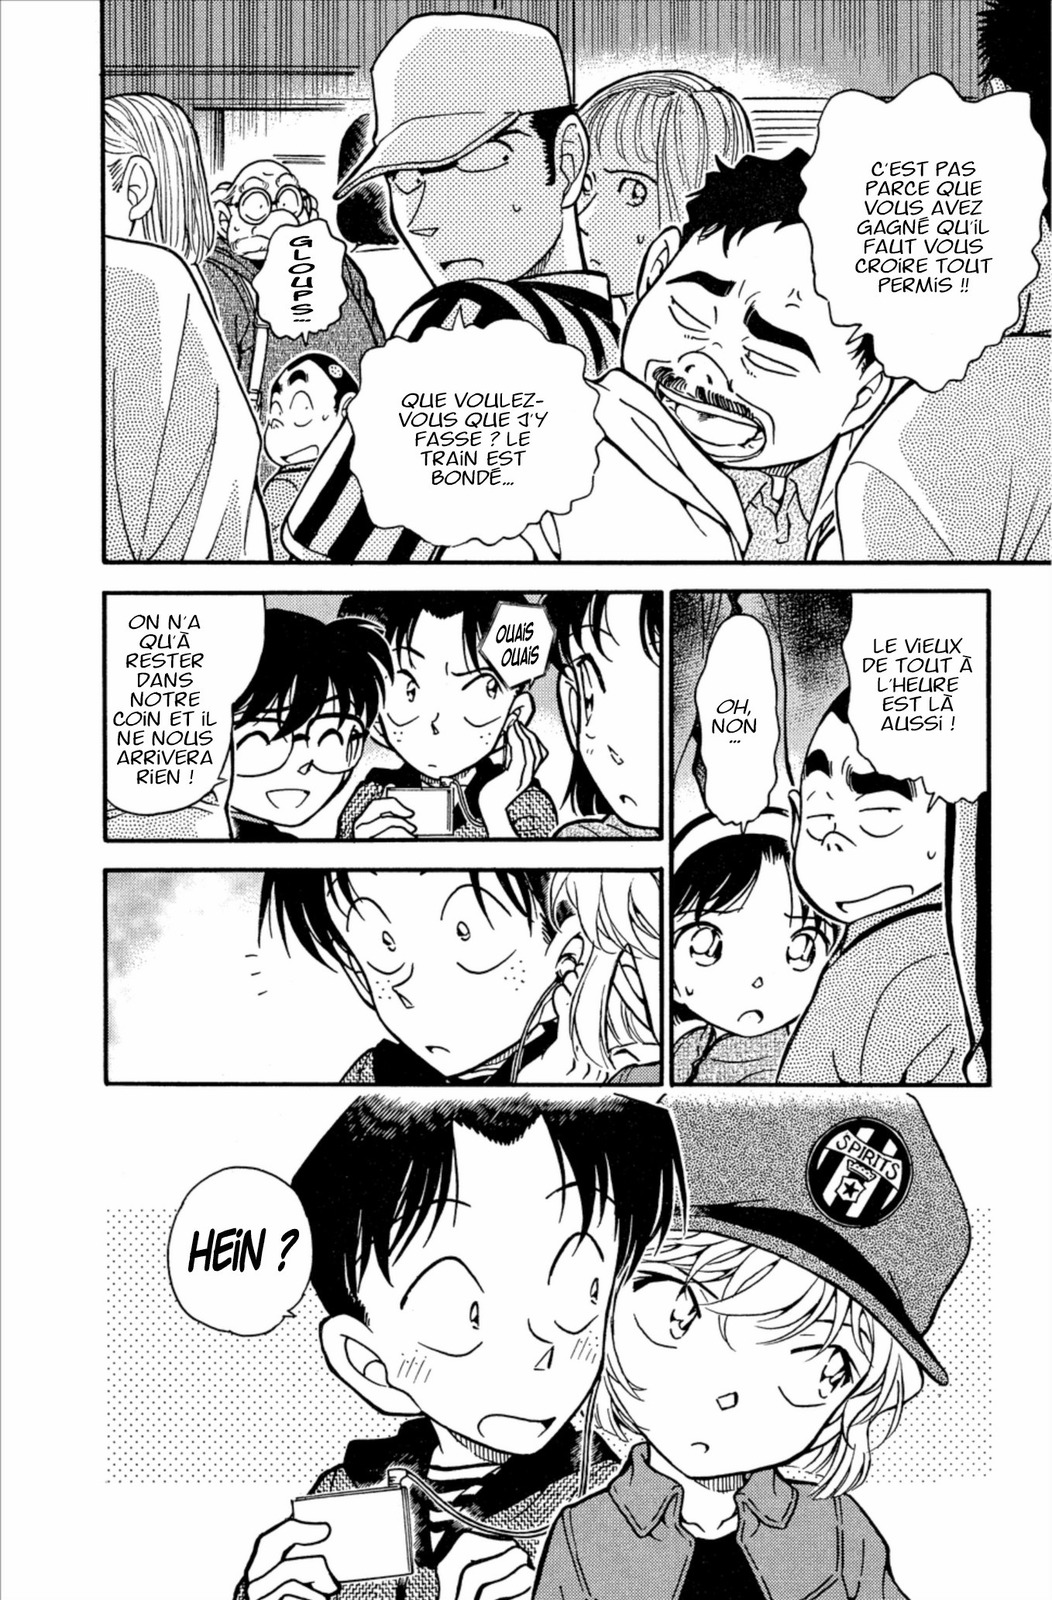 C'EST PAS
PARCE QUE
VOUS AVEZ
GAGNÉ QU'IL
FAUT VOUS
CROIRE TOUT
PERMIS !!
QUE VOULEZ-
VOUS QUE J'Y
FASSE ? LE
TRAIN EST
BONDÉ...
GLOUPS...
LE VIEUX
DE TOUT À
L'HEURE
EST LÀ
AUSSI !
OH,
NON
...
OUAIS
OUAIS
ON N'A
QU'À
RESTER
DANS
NOTRE
COIN ET IL
NE NOUS
ARRIVERA
RIEN !
HEIN ?
SPIRITS